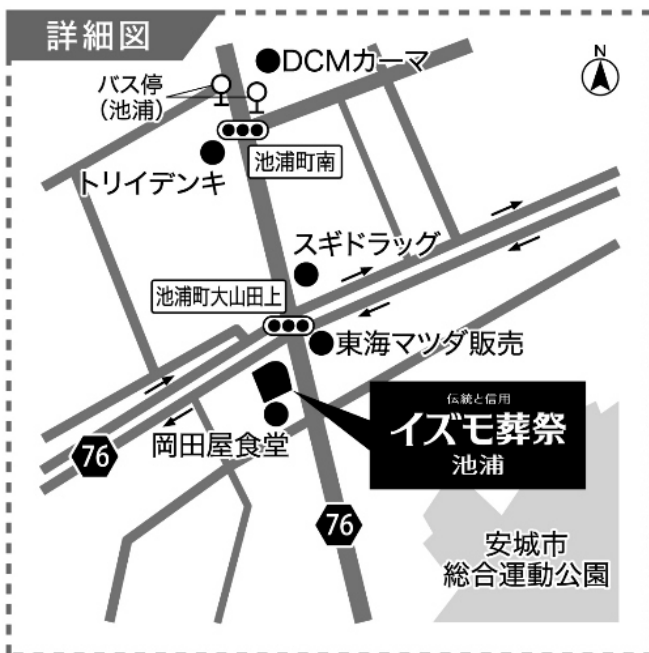 詳細図
DCMカーマ
N
バス停
(池浦)
池浦町南
トリイデンキ
スギドラッグ
池浦町大山田上
東海マツダ販売
伝統と信用
イズモ葬祭
池浦
岡田屋食堂
76
76
安城市
総合運動公園